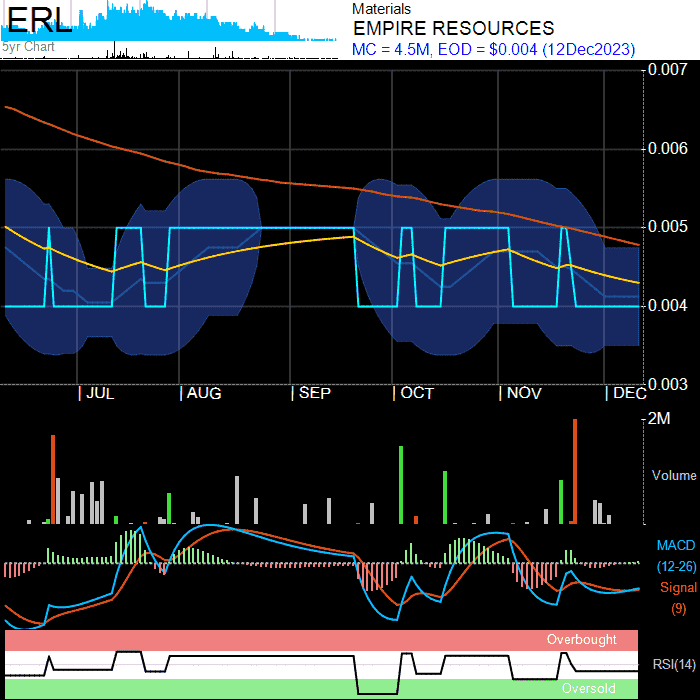 ERL
5yr Chart
Materials
EMPIRE RESOURCES
MC = 4.5M, EOD = $0.004 (12Dec2023)
0.007
0.006
0.005
0.004
0.003
| JUL | AUG | SEP | OCT | NOV | DEC
2M
Volume
MACD
(12-26)
Signal
(9)
Overbought
RSI(14)
Oversold